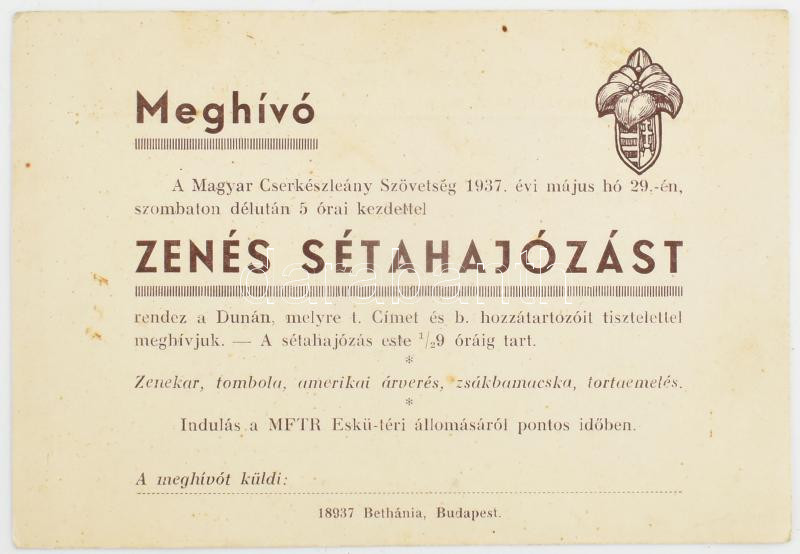 Meghívó
A Magyar Cserkészleány Szövetség 1937. évi május hó 29.-én,
szombaton délután 5 órai kezdettel
ZENÉS SÉTAHAJÓZÁST
darabanth
rendez a Dunán, melyre t. Címet és b. hozzátartozóit tisztelettel
meghívjuk. — A sétahajózás este ½9 óráig tart.
*
Zenekar, tombola, amerikai árverés, zsákbamacska, tortaemelés.
*
Indulás a MFTR Eskü-téri állomásáról pontos időben.
A meghívót küldi:
18937 Bethánia, Budapest.